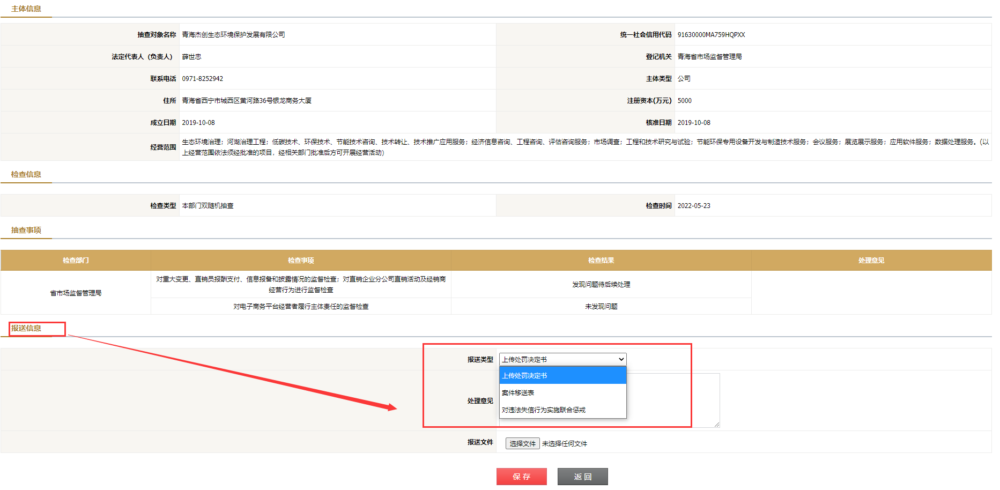 主体信息
抽查对象名称 青海杰创生态环境保护发展有限公司 统一社会信用代码 91630000MA759HQPXX
法定代表人（负责人） 薛世忠 登记机关 青海省市场监督管理局
联系电话 0971-8252942 主体类型 公司
住所 青海省西宁市城西区黄河路36号银龙商务大厦 注册资本(万元) 5000
成立日期 2019-10-08 核准日期 2019-10-08
经营范围 生态环境治理；河湖治理工程；低碳技术、环保技术、节能技术咨询、技术转让、技术推广应用服务；经济信息咨询、工程咨询、评估咨询服务；市场调查；工程和技术研究与试验；节能环保专用设备开发与制造技术服务；会议服务；展览展示服务；应用软件服务；数据处理服务。（以
上经营范围依法须经批准的项目，经相关部门批准后方可开展经营活动）
检查信息
检查类型 本部门双随机抽查 检查时间 2022-05-23
抽查事项
检查部门 检查事项 检查结果 处理意见
省市场监督管理局
对重大变更、直销员报酬支付、信息报备和披露情况的监督检查；对直销企业分公司直销活动及经销商
经营行为进行监督检查
发现问题待后续处理
对电子商务平台经营者履行主体责任的监督检查 未发现问题
报送信息
报送类型 上传处罚决定书
上传处罚决定书
案件移送表
对违法失信行为实施联合惩戒
处理意见
报送文件 选择文件 未选择任何文件
保存 返回